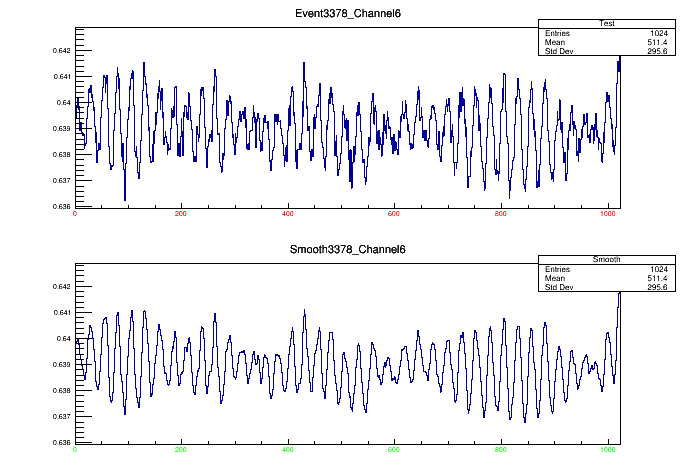 Event3378_Channel6
Test
Entries 1024
Mean 511.4
Std Dev 295.6
0.642
0.641
0.64
0.639
0.638
0.637
0.636
0 200 400 600 800 1000
Smooth3378_Channel6
Smooth
Entries 1024
Mean 511.4
Std Dev 295.6
0.642
0.641
0.64
0.639
0.638
0.637
0.636
0 200 400 600 800 1000